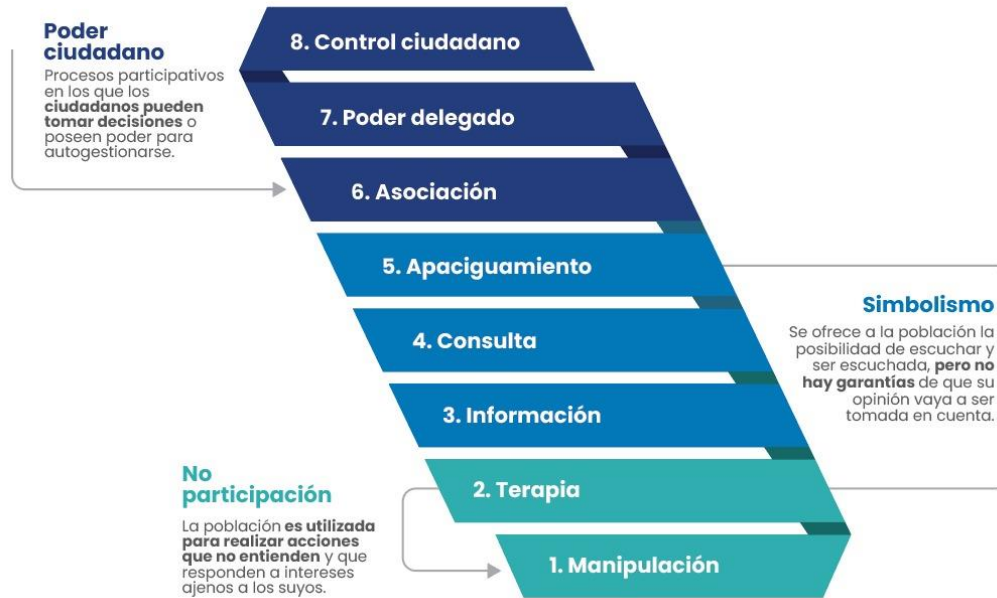 Poder
ciudadano
Procesos participativos
en los que los
ciudadanos pueden
tomar decisiones o
poseen poder para
autogestionarse.
8. Control ciudadano
7. Poder delegado
6. Asociación
5. Apaciguamiento
4. Consulta
3. Información
Simbolismo
Se ofrece a la población la
posibilidad de escuchar y
ser escuchada, pero no
hay garantías de que su
opinión vaya a ser
tomada en cuenta.
2. Terapia
1. Manipulación
No
participación
La población es utilizada
para realizar acciones
que no entienden y que
responden a intereses
ajenos a los suyos.